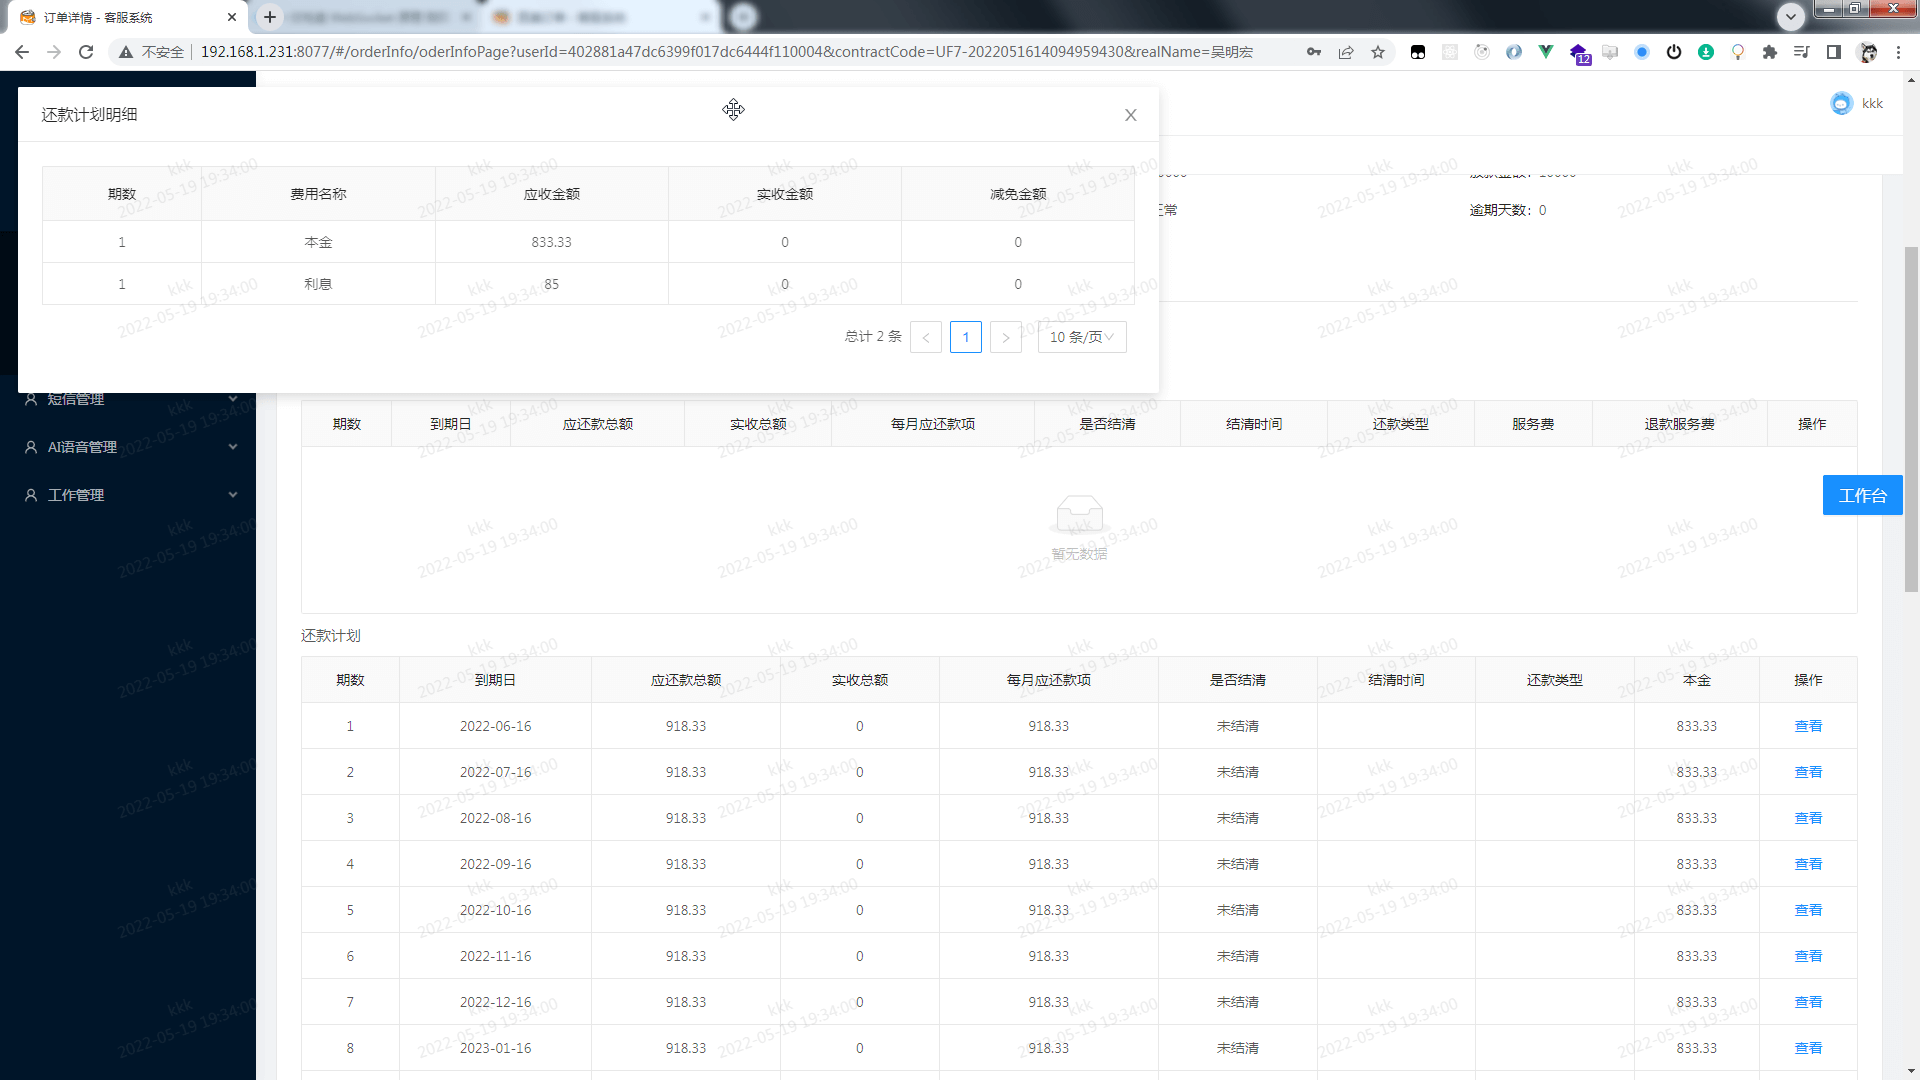 订单详情 - 客服系统
不安全 192.168.1.231:8077/#/orderInfo/oderInfoPage?userId=402881a47dc6399f017dc6444f110004&contractCode=UF7-2022051614094959430&realName=吴明宏
12
kkk
还款计划明细
期数 费用名称 应收金额 实收金额 减免金额
1 本金 833.33 0 0
1 利息 85 0 0
总计 2 条 < 1 > 10 条/页
逾期天数：0
短信管理
AI语音管理
工作管理
期数 到期日 应还款总额 实收总额 每月应还款项 是否结清 结清时间 还款类型 服务费 退款服务费 操作
暂无数据
工作台
还款计划
期数 到期日 应还款总额 实收总额 每月应还款项 是否结清 结清时间 还款类型 本金 操作
1 2022-06-16 918.33 0 918.33 未结清 833.33 查看
2 2022-07-16 918.33 0 918.33 未结清 833.33 查看
3 2022-08-16 918.33 0 918.33 未结清 833.33 查看
4 2022-09-16 918.33 0 918.33 未结清 833.33 查看
5 2022-10-16 918.33 0 918.33 未结清 833.33 查看
6 2022-11-16 918.33 0 918.33 未结清 833.33 查看
7 2022-12-16 918.33 0 918.33 未结清 833.33 查看
8 2023-01-16 918.33 0 918.33 未结清 833.33 查看
kkk
2022-05-19 19:34:00